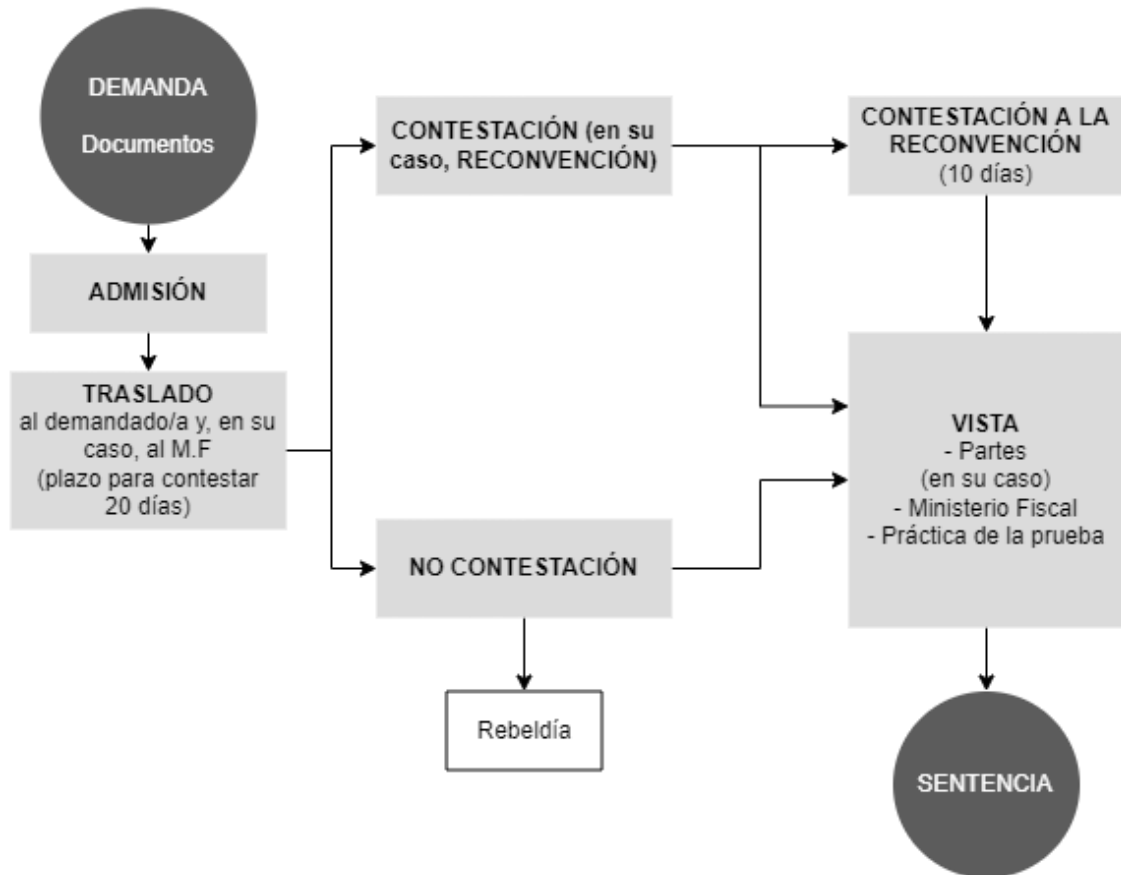 DEMANDA
Documentos
ADMISIÓN
TRASLADO
al demandado/a y, en su
caso, al M.F
(plazo para contestar
20 días)
CONTESTACIÓN (en su
caso, RECONVENCIÓN)
NO CONTESTACIÓN
Rebeldía
CONTESTACIÓN A LA
RECONVENCIÓN
(10 días)
VISTA
- Partes
(en su caso)
- Ministerio Fiscal
- Práctica de la prueba
SENTENCIA